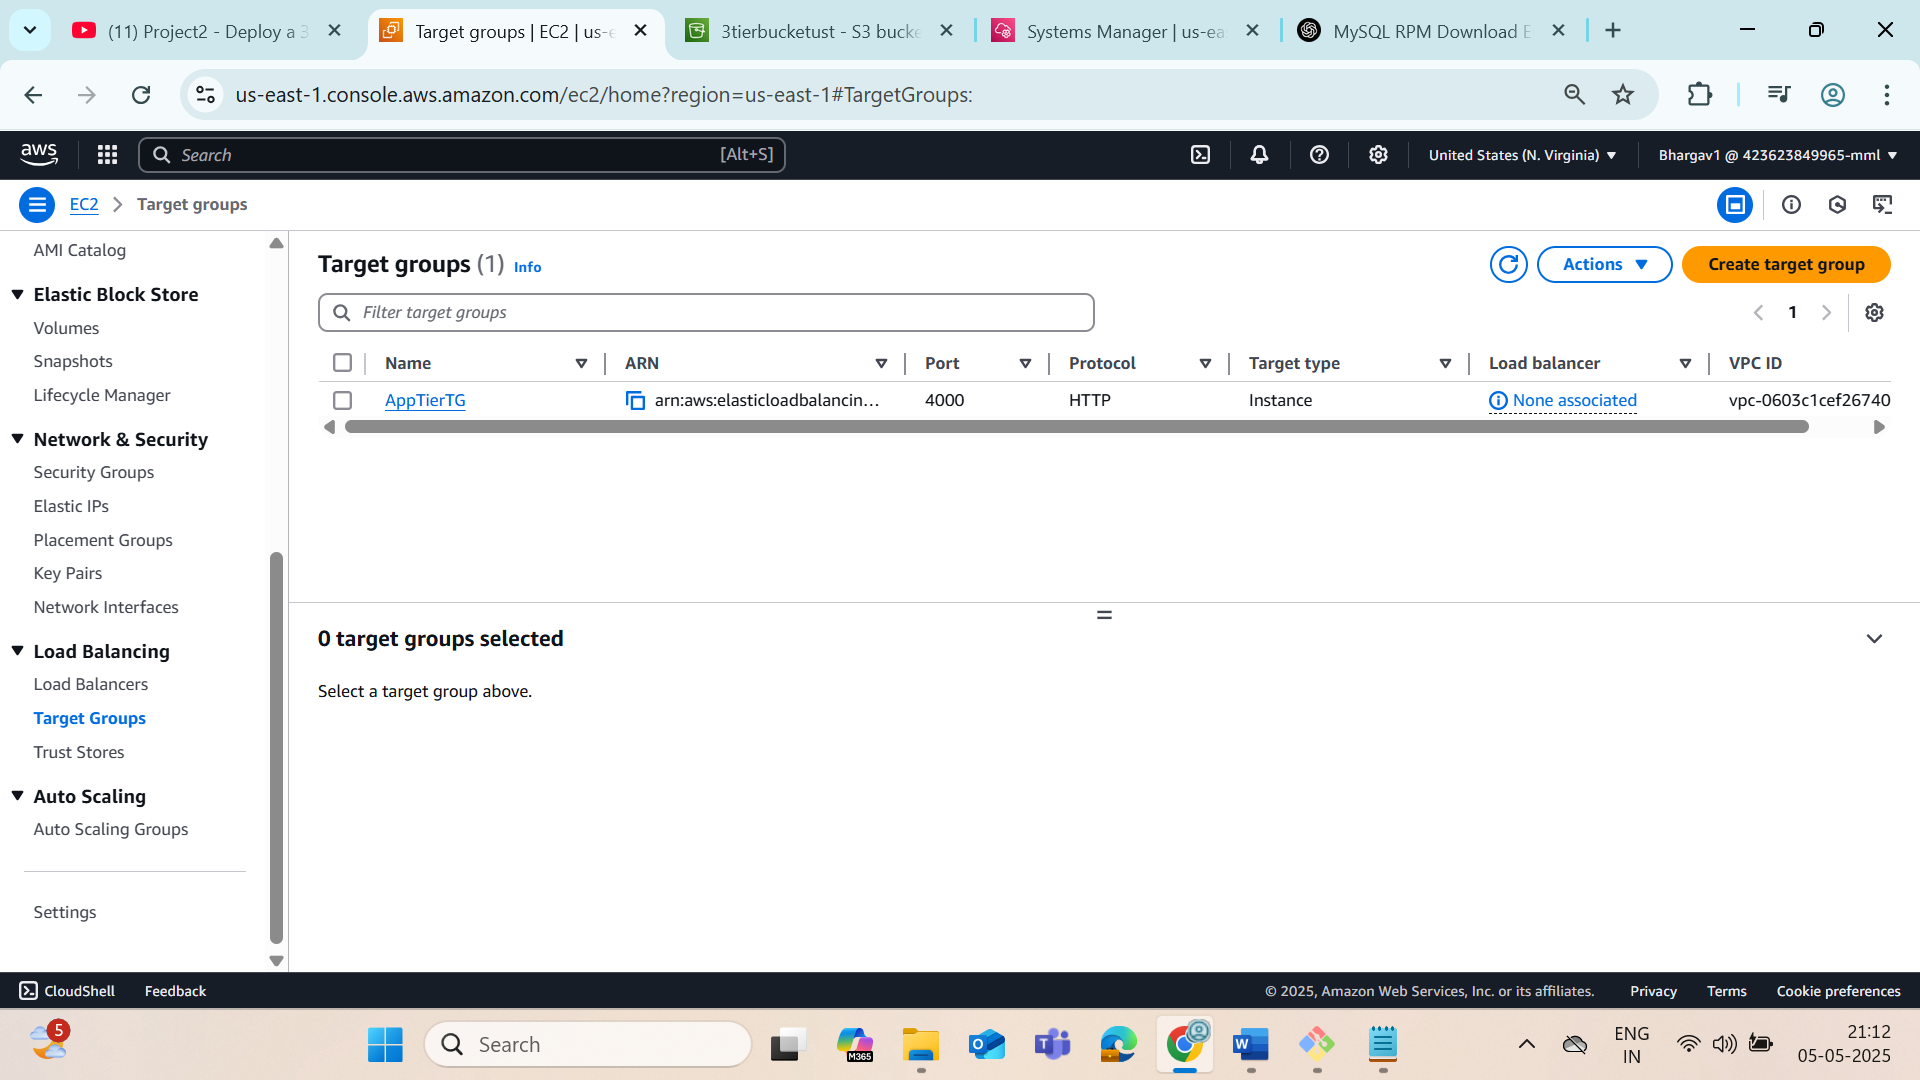 (11) Project2 - Deploy a 3
Target groups | EC2 | us-e
3tierbucketust - S3 bucke
Systems Manager | us-ea
MySQL RPM Download E
us-east-1.console.aws.amazon.com/ec2/home?region=us-east-1#TargetGroups:
aws
Search
[Alt+S]
United States (N. Virginia)
Bhargav1 @ 423623849965-mml
EC2
Target groups
AMI Catalog
Elastic Block Store
Volumes
Snapshots
Lifecycle Manager
Network & Security
Security Groups
Elastic IPs
Placement Groups
Key Pairs
Network Interfaces
Load Balancing
Load Balancers
Target Groups
Trust Stores
Auto Scaling
Auto Scaling Groups
Settings
Target groups (1) Info
Actions
Create target group
Filter target groups
1
Name ARN Port Protocol Target type Load balancer VPC ID
AppTierTG arn:aws:elasticloadbalancin... 4000 HTTP Instance None associated vpc-0603c1cef26740
0 target groups selected
Select a target group above.
CloudShell
Feedback
© 2025, Amazon Web Services, Inc. or its affiliates.
Privacy
Terms
Cookie preferences
5
Search
M365
ENG
IN
21:12
05-05-2025